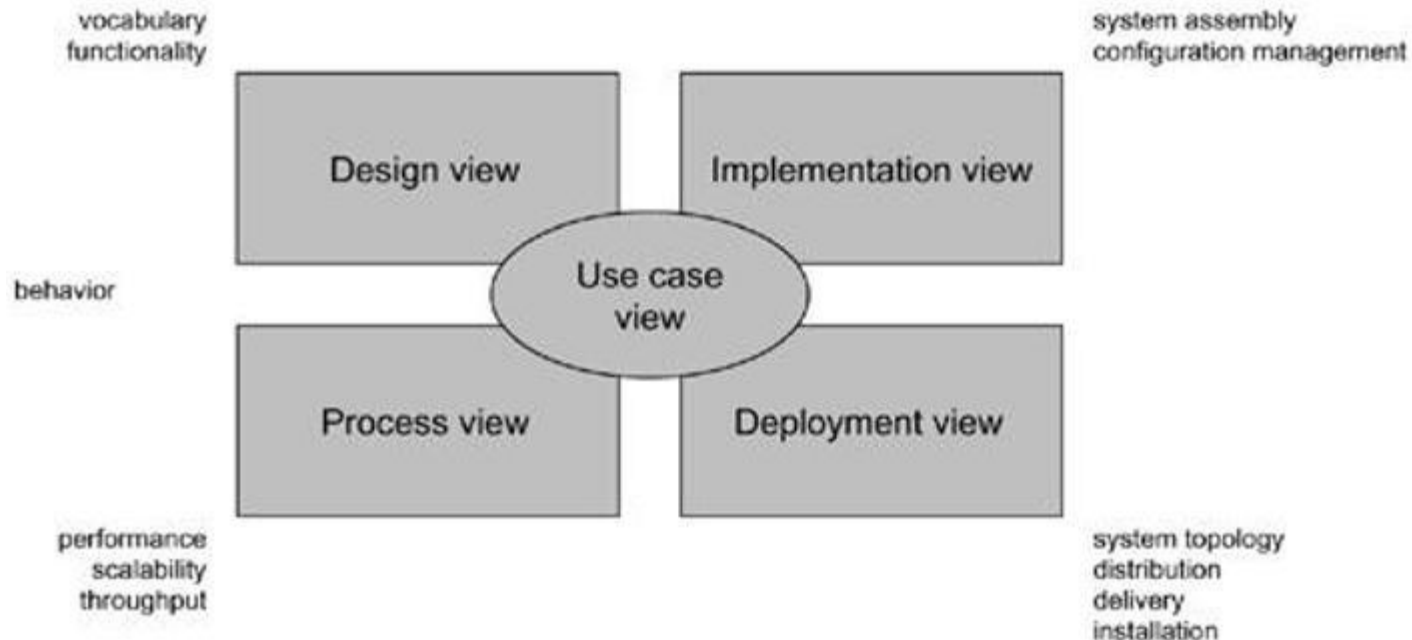 vocabulary
functionality
system assembly
configuration management
Design view
Implementation view
behavior
Use case
view
Process view
Deployment view
performance
scalability
throughput
system topology
distribution
delivery
installation